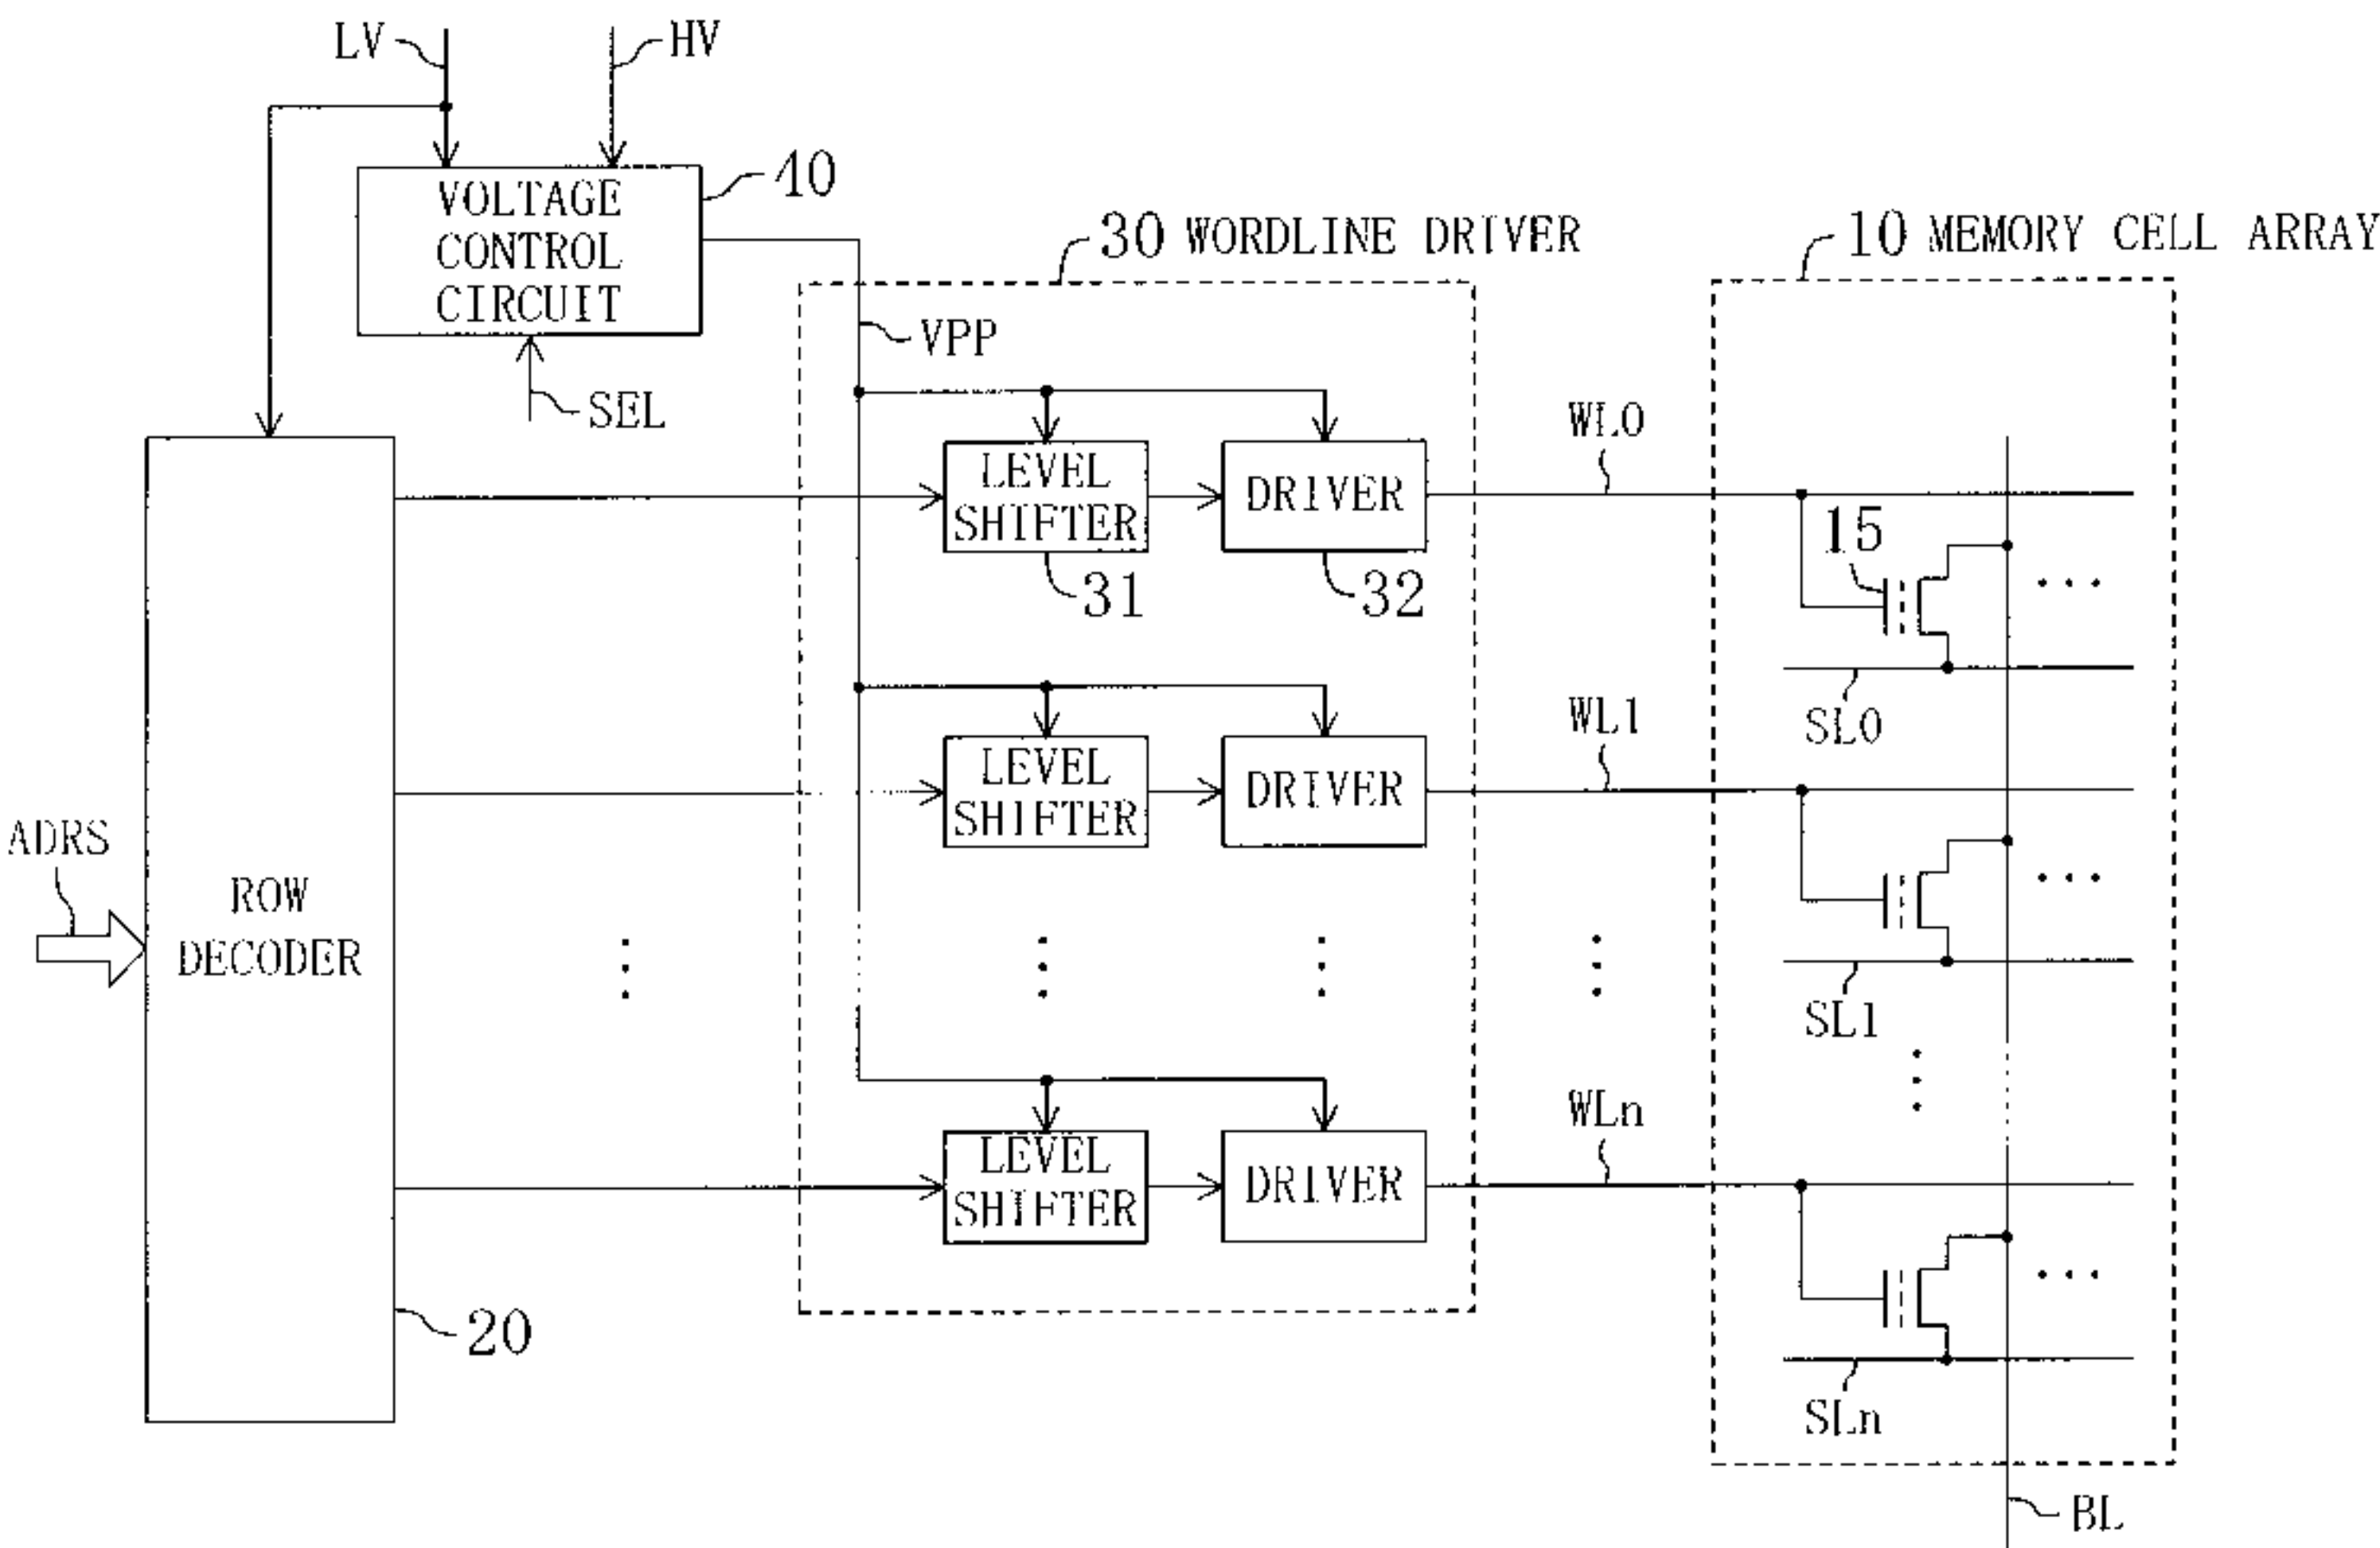 LV
HV
VOLTAGE
CONTROL
CIRCUIT
40
30 WORDLINE DRIVER
10 MEMORY CELL ARRAY
VPP
SEL
WL0
LEVEL
SHIFTER
DRIVER
15
31
32
SL0
WL1
LEVEL
SHIFTER
DRIVER
ADRS
ROW
DECODER
SL1
WLn
LEVEL
SHIFTER
DRIVER
20
SLn
BL